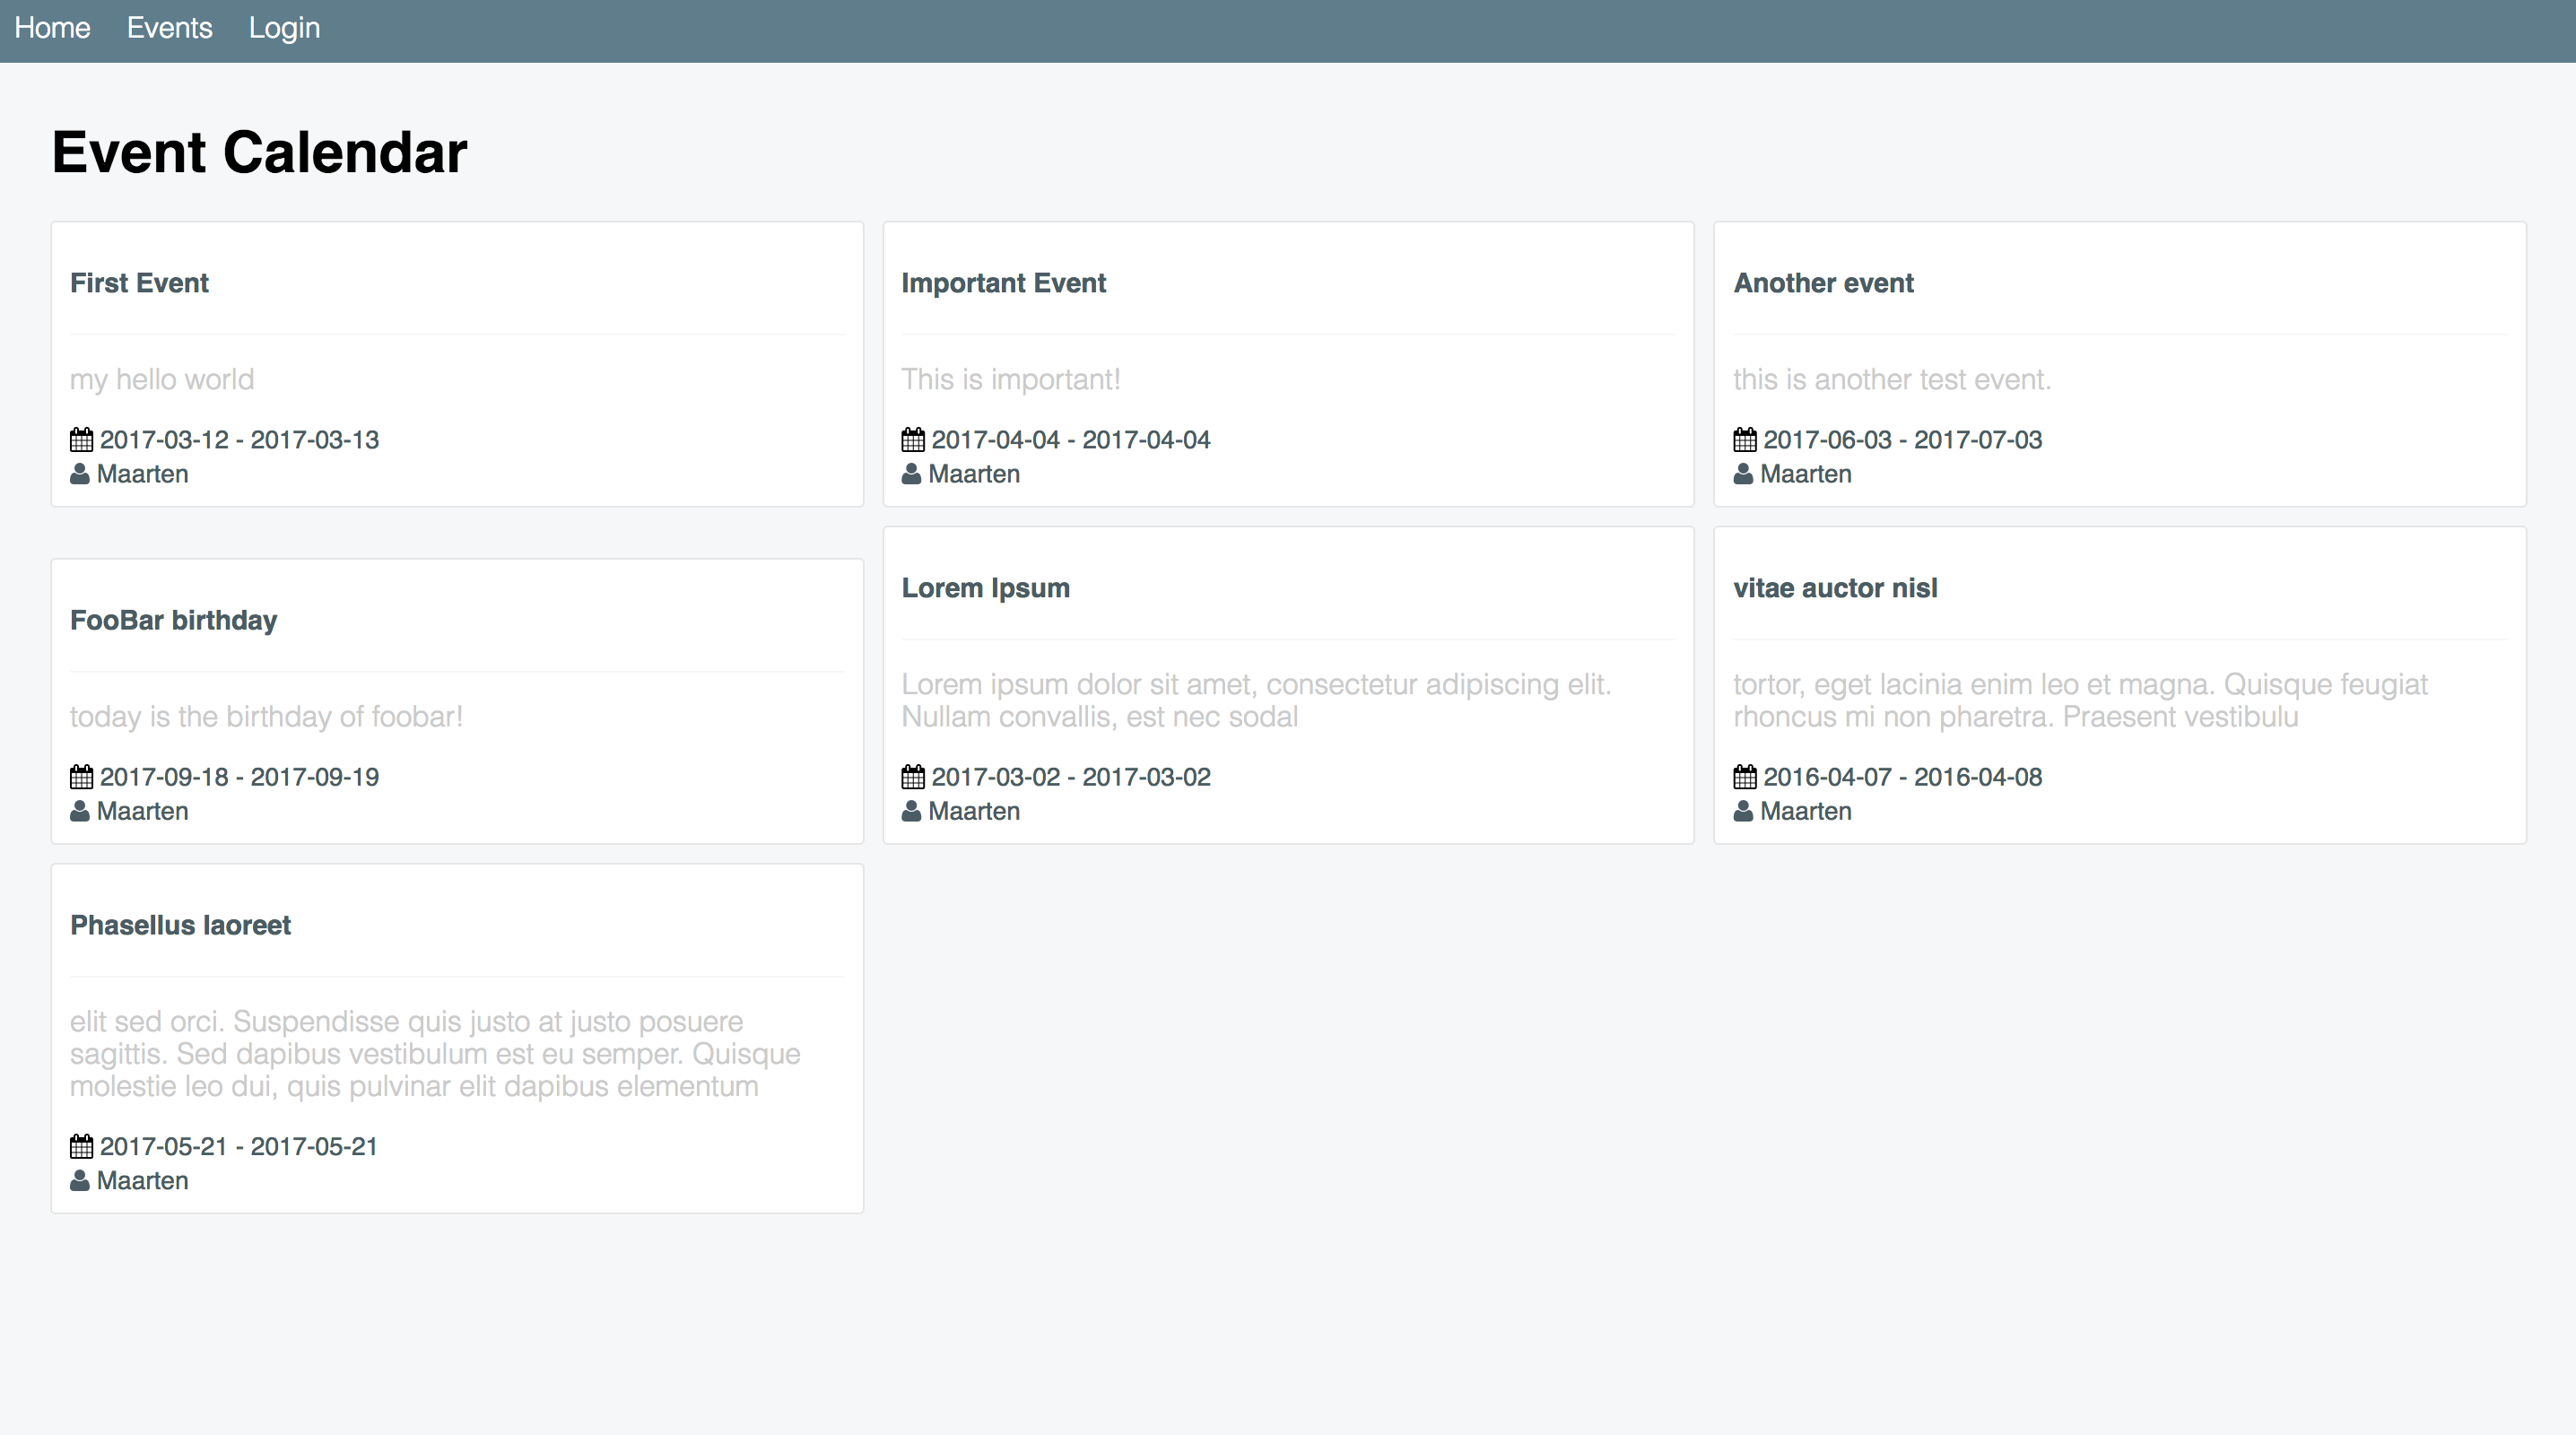 Home Events Login
Event Calendar
First Event
my hello world
2017-03-12 - 2017-03-13
Maarten
Important Event
This is important!
2017-04-04 - 2017-04-04
Maarten
Another event
this is another test event.
2017-06-03 - 2017-07-03
Maarten
FooBar birthday
today is the birthday of foobar!
2017-09-18 - 2017-09-19
Maarten
Lorem Ipsum
Lorem ipsum dolor sit amet, consectetur adipiscing elit.
Nullam convallis, est nec sodal
2017-03-02 - 2017-03-02
Maarten
vitae auctor nisl
tortor, eget lacinia enim leo et magna. Quisque feugiat
rhoncus mi non pharetra. Praesent vestibulu
2016-04-07 - 2016-04-08
Maarten
Phasellus laoreet
elit sed orci. Suspendisse quis justo at justo posuere
sagittis. Sed dapibus vestibulum est eu semper. Quisque
molestie leo dui, quis pulvinar elit dapibus elementum
2017-05-21 - 2017-05-21
Maarten